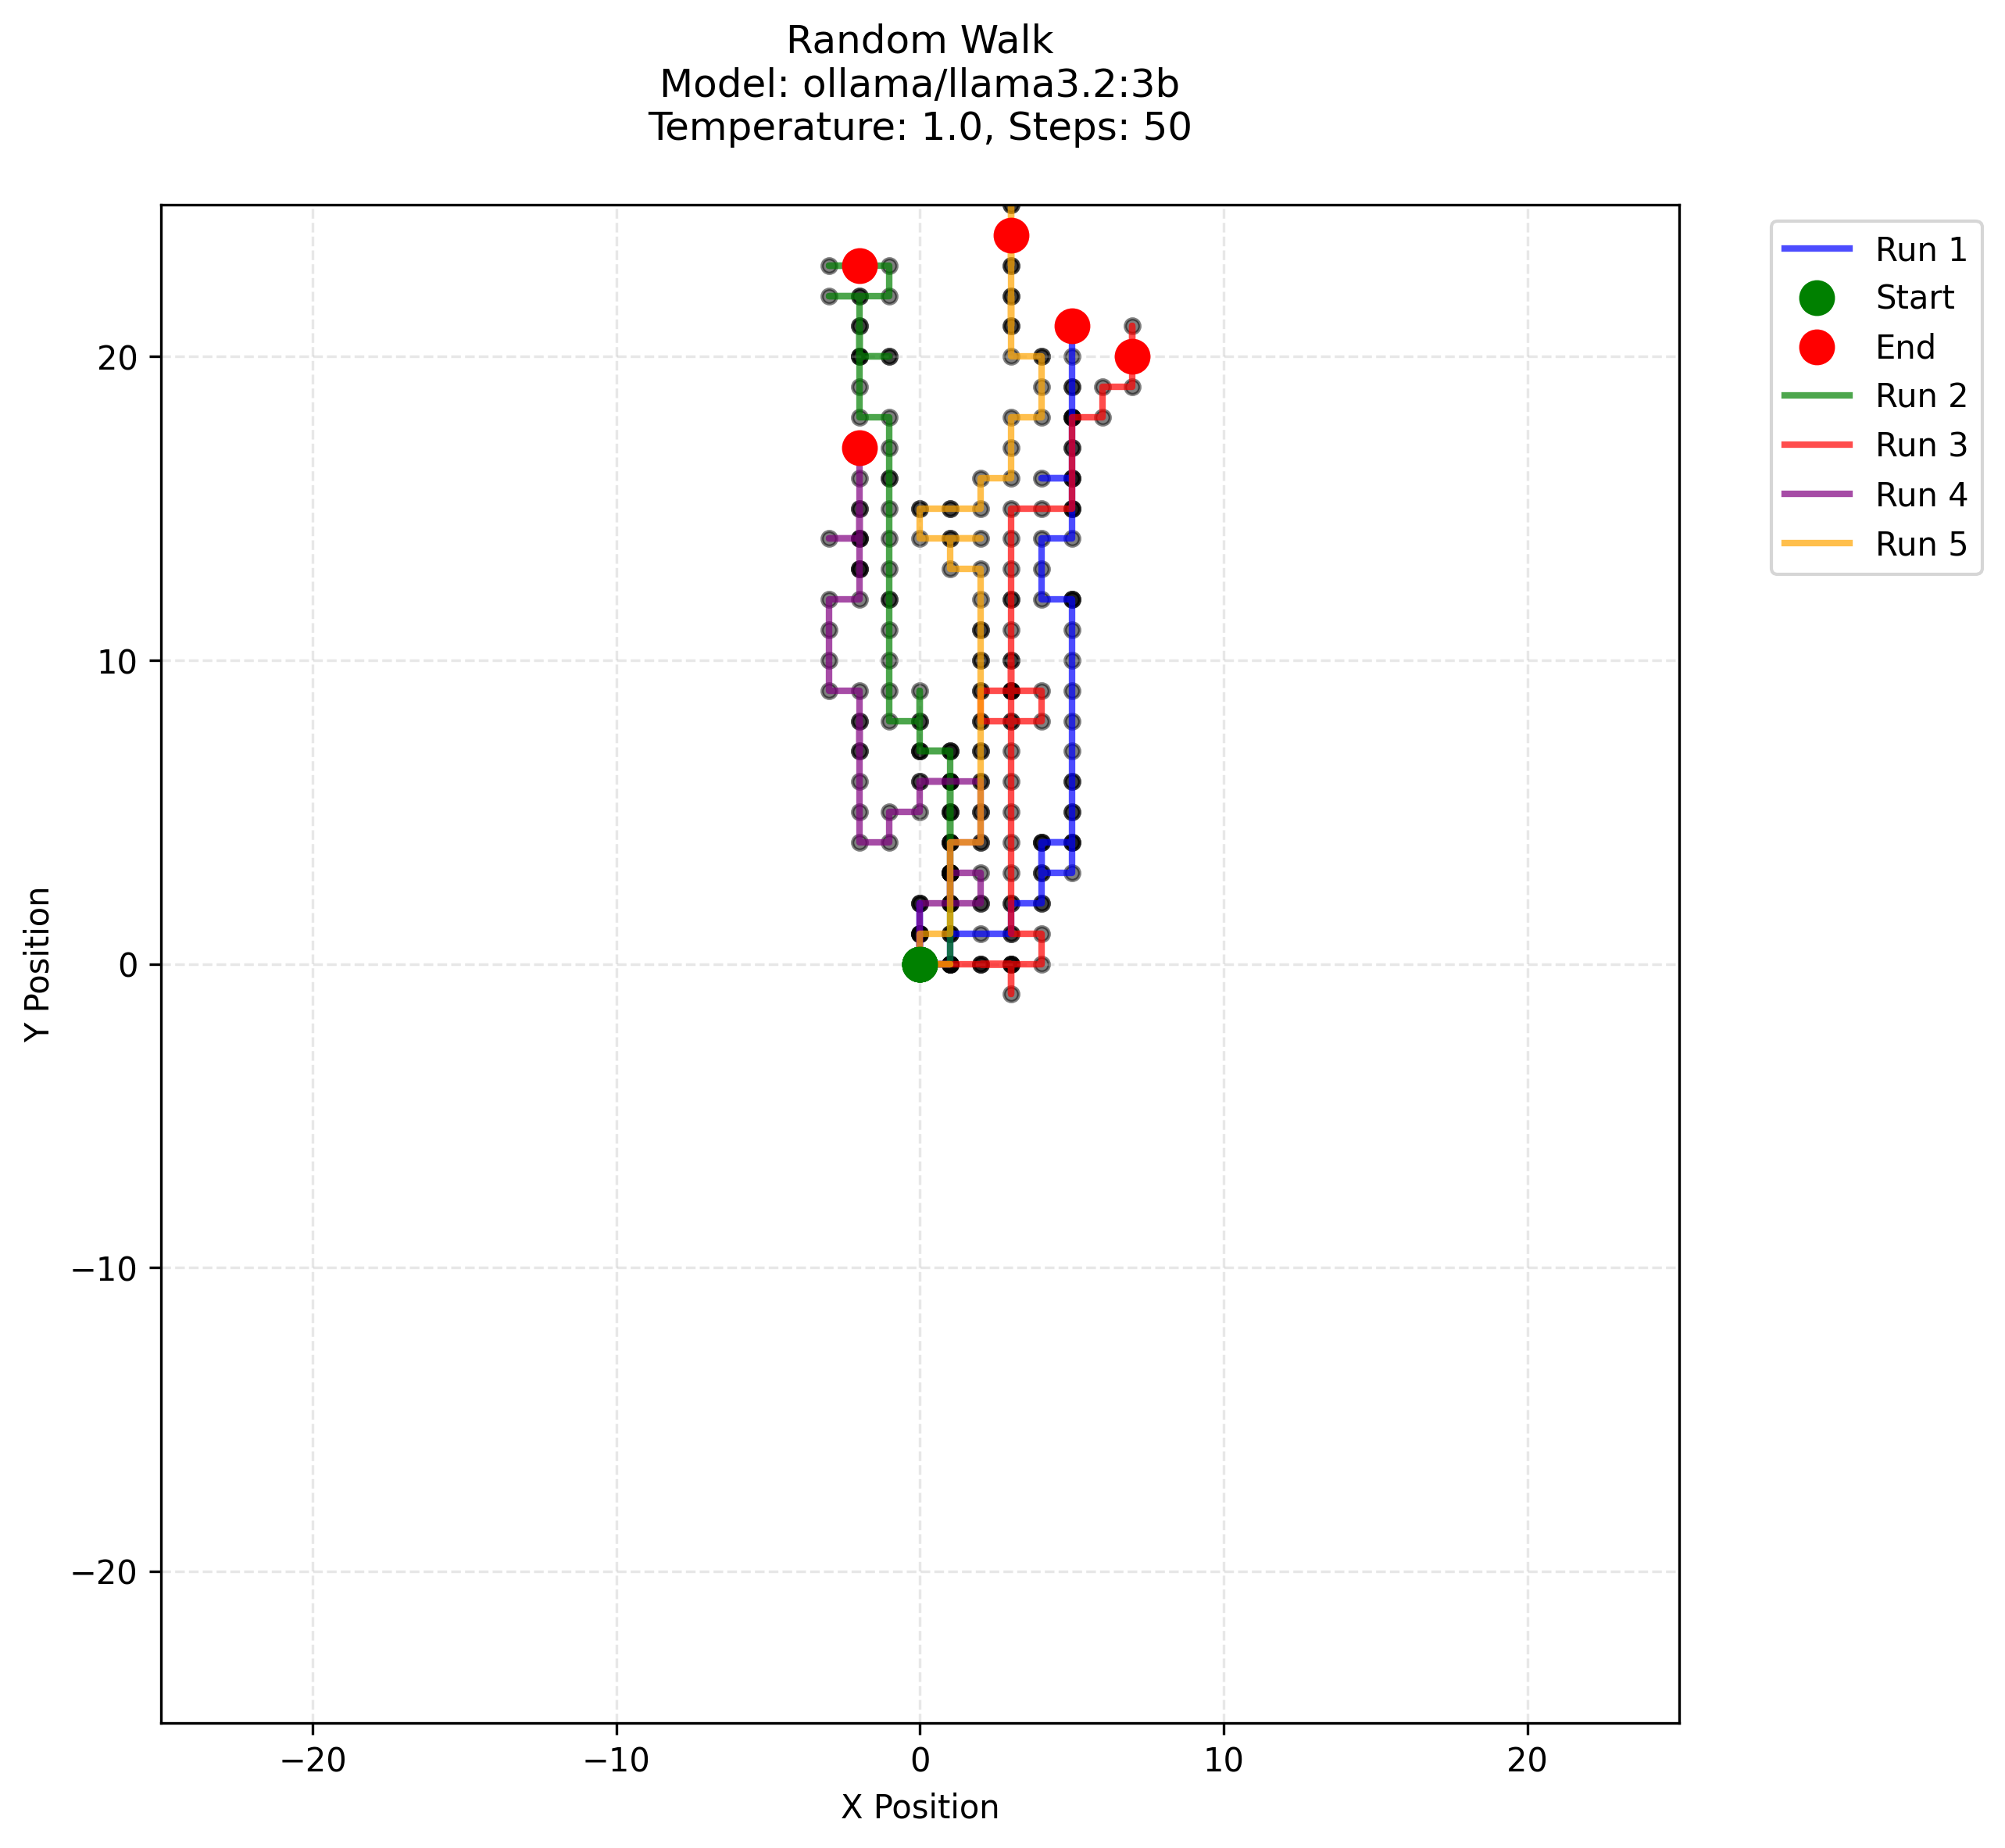 Random Walk
Model: ollama/llama3.2:3b
Temperature: 1.0, Steps: 50
Run 1
Start
End
Run 2
Run 3
Run 4
Run 5
Y Position
20
10
0
−10
−20
−20
−10
0
10
20
X Position